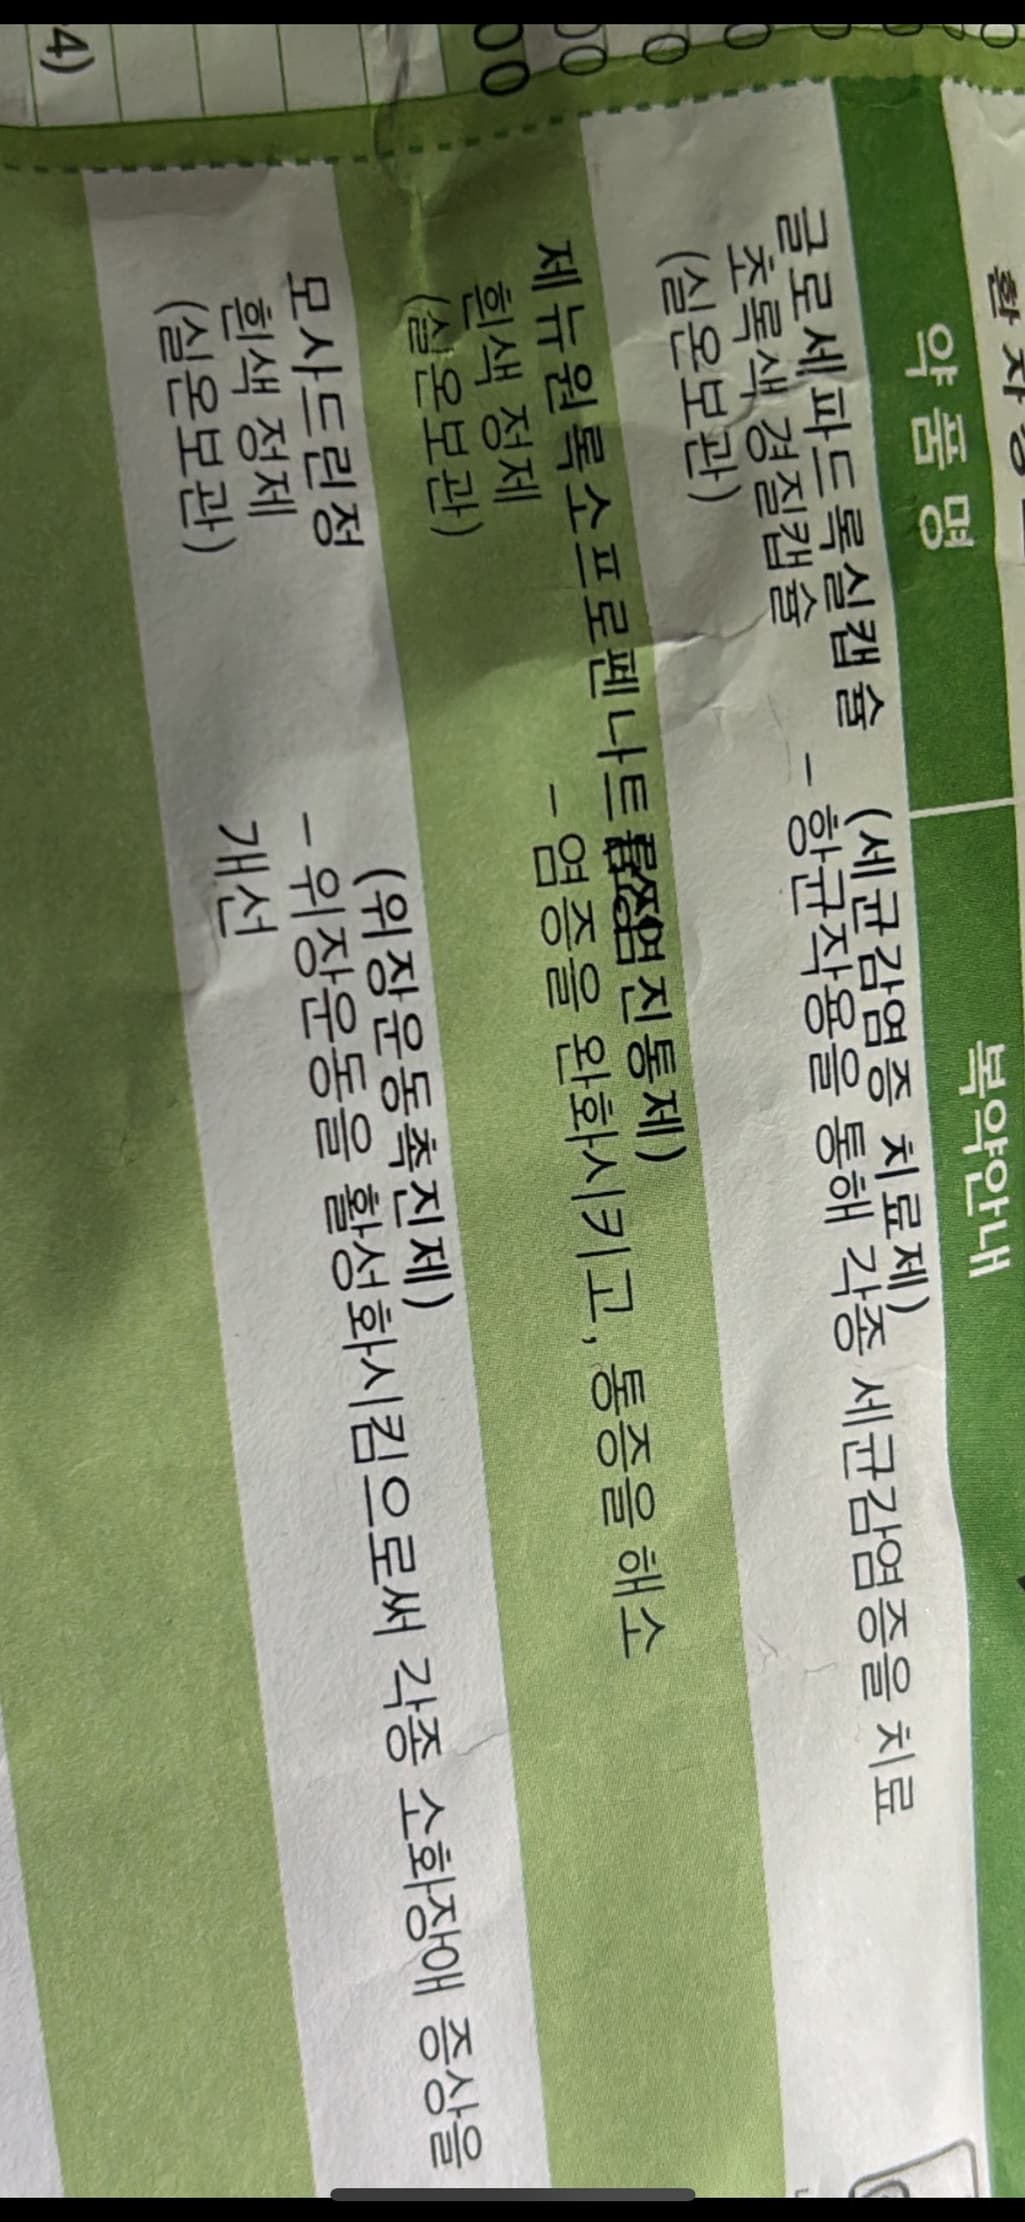 약 품 명
복약안내
글로세파드록실캡슐
초록색 경질캡슐
(실온보관)
(세균감염증 치료제)
- 항균작용을 통해 각종 세균감염증을 치료
제뉴원록소프로펜나트륨정
흰색 정제
(실온보관)
염진통제)
- 염증을 완화시키고, 통증을 해소
모사드린정
흰색 정제
(실온보관)
(위장운동촉진제)
- 위장운동을 활성화시킴으로써 각종 소화장애 증상을
개선
4)
00